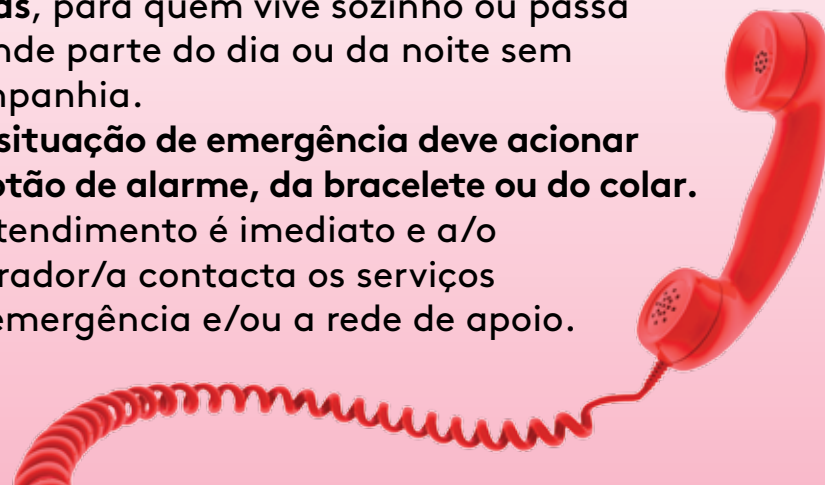 as, para quem vive sozinho ou passa
nde parte do dia ou da noite sem
mpanhia.
situação de emergência deve acionar
otão de alarme, da bracelete ou do colar.
tendimento é imediato e a/o
rador/a contacta os serviços
emergência e/ou a rede de apoio.